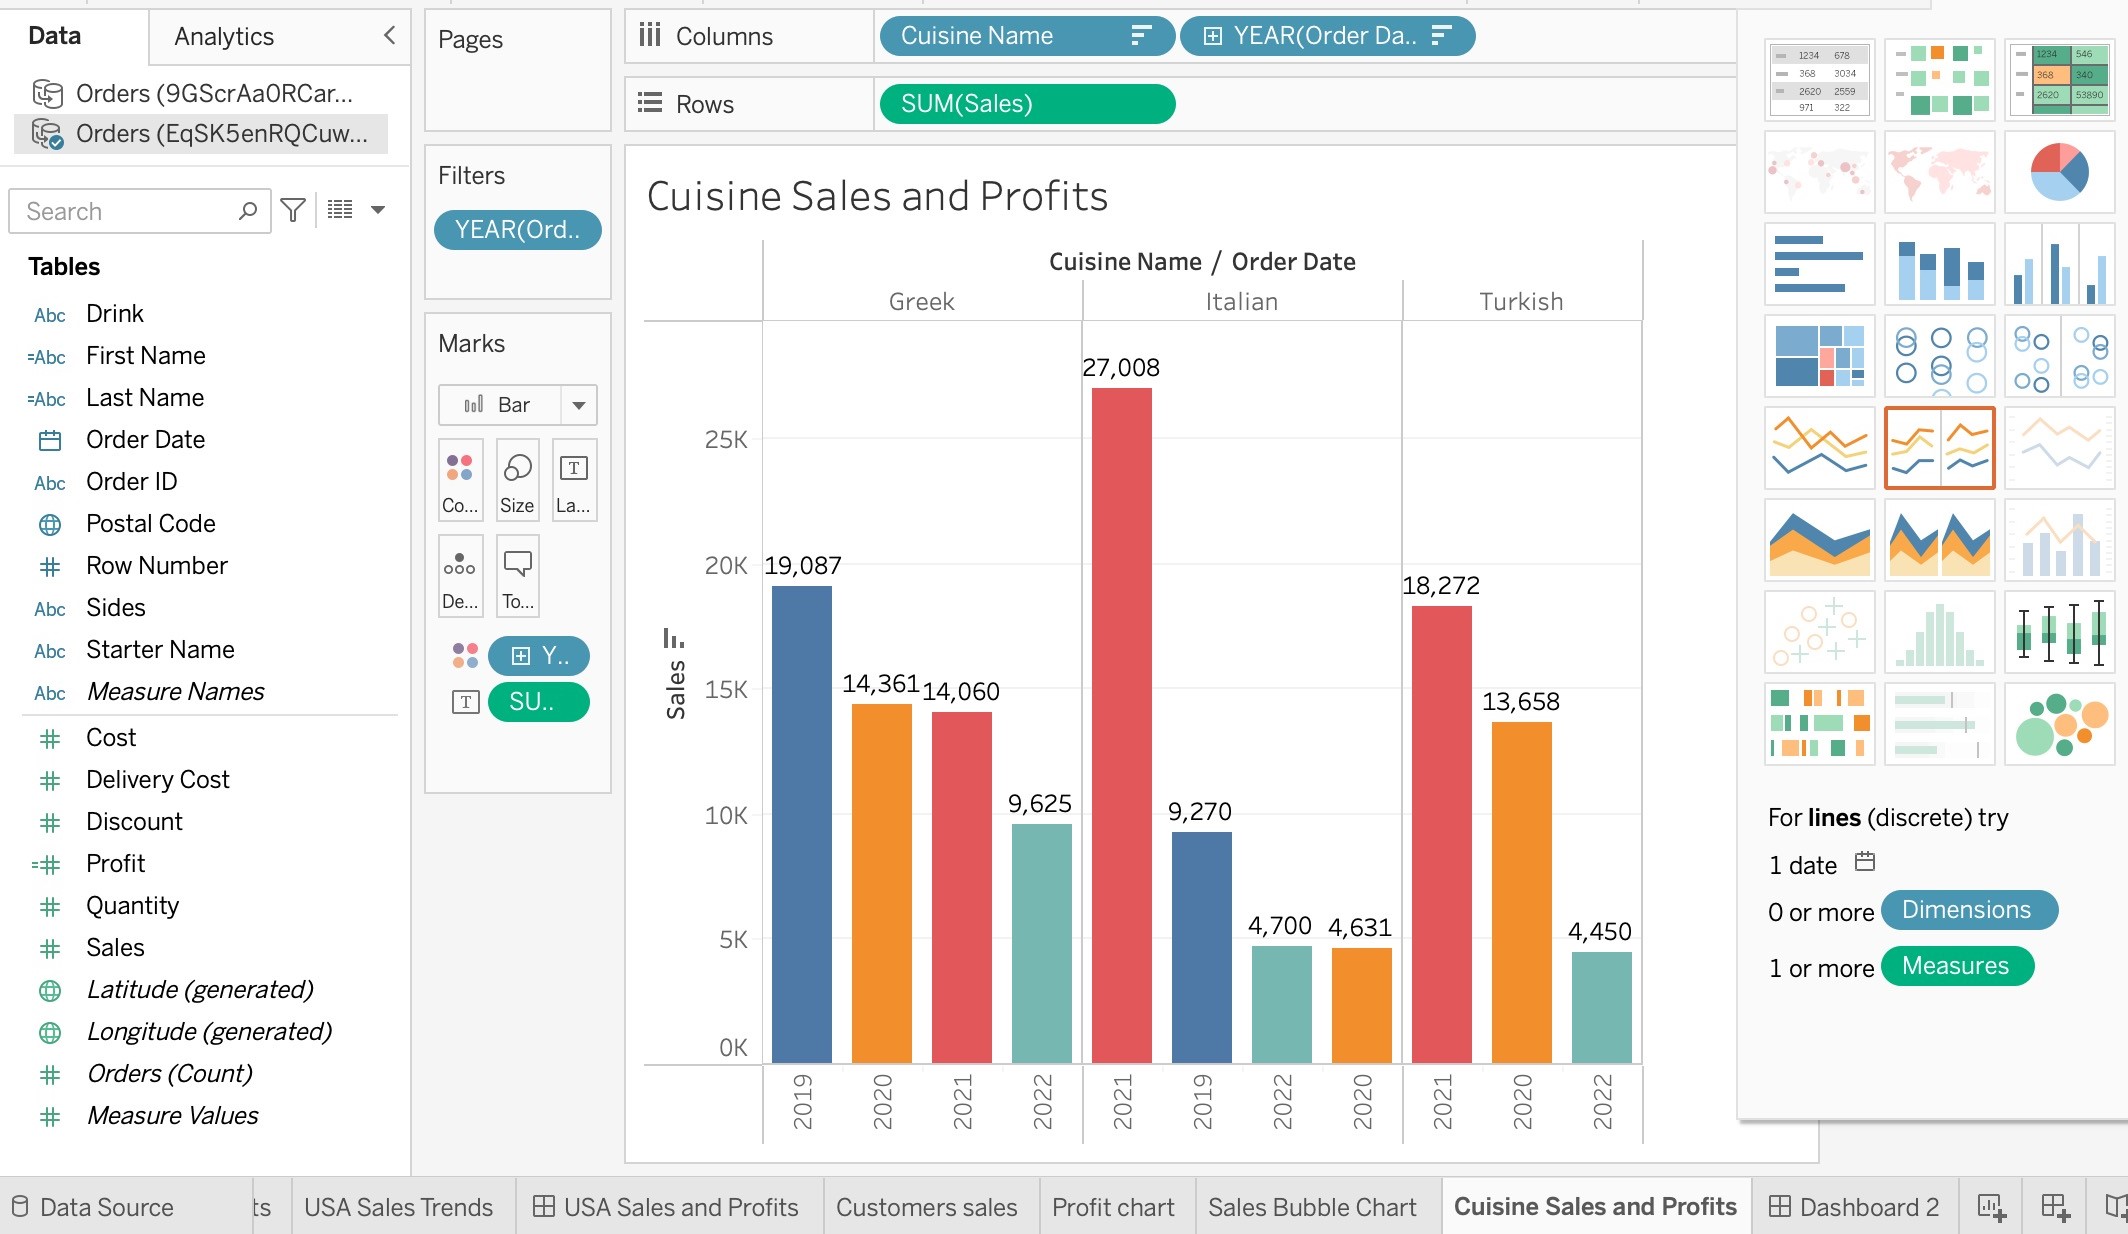 Data
Analytics
Orders (9GScrAa0RCar...
Orders (EqSK5enRQCuw...
Search
Tables
Abc Drink
=Abc First Name
=Abc Last Name
Order Date
Abc Order ID
Postal Code
# Row Number
Abc Sides
Abc Starter Name
Abc Measure Names
# Cost
# Delivery Cost
# Discount
=# Profit
# Quantity
# Sales
Latitude (generated)
Longitude (generated)
# Orders (Count)
# Measure Values
Pages
Filters
YEAR(Ord..
Marks
Bar
Co... Size La...
De... To...
Y..
SU..
Columns Cuisine Name YEAR(Order Da..
Rows SUM(Sales)
Cuisine Sales and Profits
Cuisine Name / Order Date
Greek Italian Turkish
27,008
25K
20K
19,087
18,272
Sales
15K
14,361 14,060
13,658
10K
9,625
9,270
5K
4,700 4,631
4,450
0K
2019 2020 2021 2022 2021 2019 2022 2020 2021 2020 2022
1234 678
368 3034
2620 2559
971 322
1234 546
368 340
2620 53890
For lines (discrete) try
1 date
0 or more Dimensions
1 or more Measures
Data Source
ts
USA Sales Trends
USA Sales and Profits
Customers sales
Profit chart
Sales Bubble Chart
Cuisine Sales and Profits
Dashboard 2